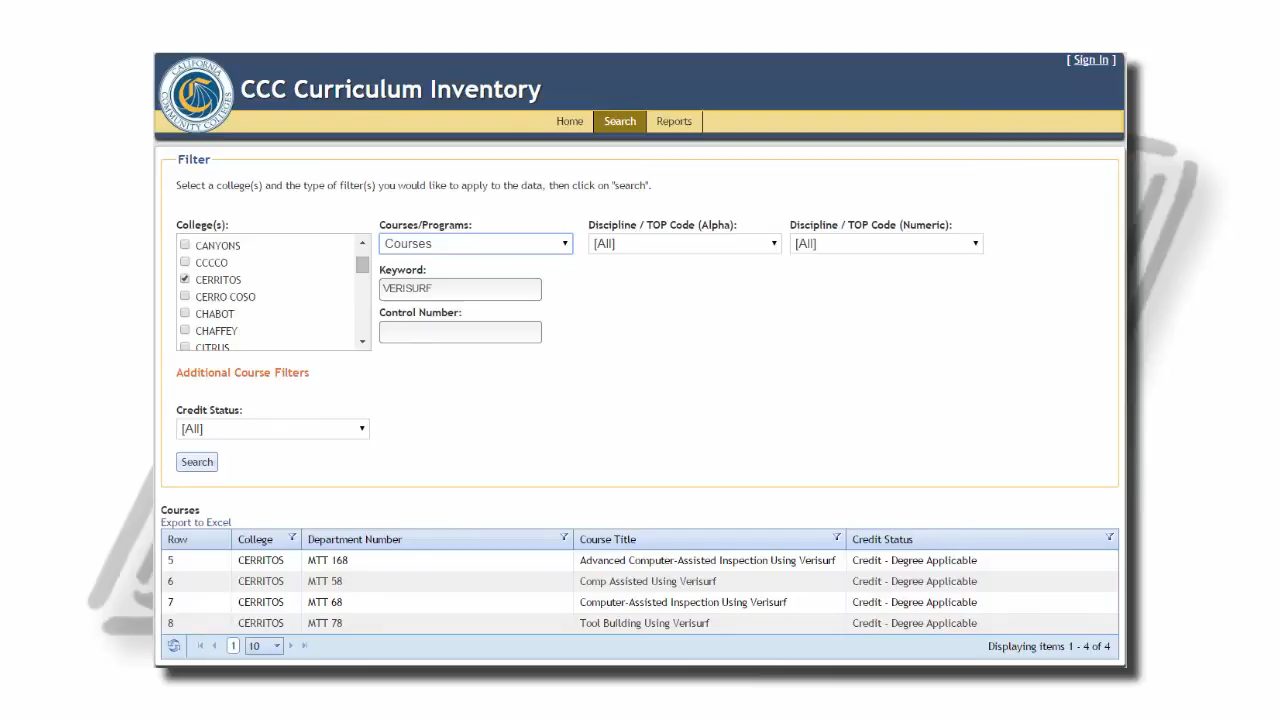 [ Sign In ]
CALIFORNIA COMMUNITY COLLEGES
CCC Curriculum Inventory
Home Search Reports
Filter
Select a college(s) and the type of filter(s) you would like to apply to the data, then click on "search".
College(s): Courses/Programs: Discipline / TOP Code (Alpha): Discipline / TOP Code (Numeric):
CANYONS Courses [All] [All]
CCCCO
CERRITOS
CERRO COSO
CHABOT
CHAFFEY
CITRUS
Keyword:
VERISURF
Control Number:
Additional Course Filters
Credit Status:
[All]
Search
Courses
Export to Excel
Row College Department Number Course Title Credit Status
5 CERRITOS MTT 168 Advanced Computer-Assisted Inspection Using Verisurf Credit - Degree Applicable
6 CERRITOS MTT 58 Comp Assisted Using Verisurf Credit - Degree Applicable
7 CERRITOS MTT 68 Computer-Assisted Inspection Using Verisurf Credit - Degree Applicable
8 CERRITOS MTT 78 Tool Building Using Verisurf Credit - Degree Applicable
1 10 Displaying items 1 - 4 of 4